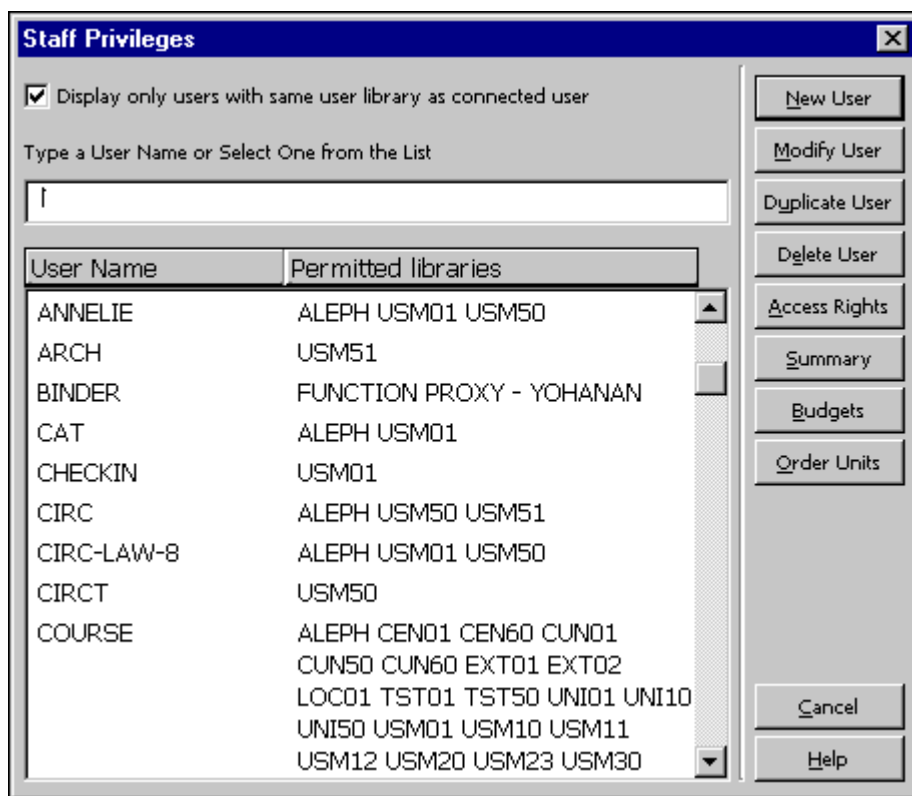 Staff Privileges
Display only users with same user library as connected user
Type a User Name or Select One from the List
User Name Permitted libraries
ANNELIE ALEPH USM01 USM50
ARCH USM51
BINDER FUNCTION PROXY - YOHANAN
CAT ALEPH USM01
CHECKIN USM01
CIRC ALEPH USM50 USM51
CIRC-LAW-8 ALEPH USM01 USM50
CIRCT USM50
COURSE ALEPH CEN01 CEN60 CUN01
CUN50 CUN60 EXT01 EXT02
LOC01 TST01 TST50 UNI01 UNI10
UNI50 USM01 USM10 USM11
USM12 USM20 USM23 USM30
New User
Modify User
Duplicate User
Delete User
Access Rights
Summary
Budgets
Order Units
Cancel
Help